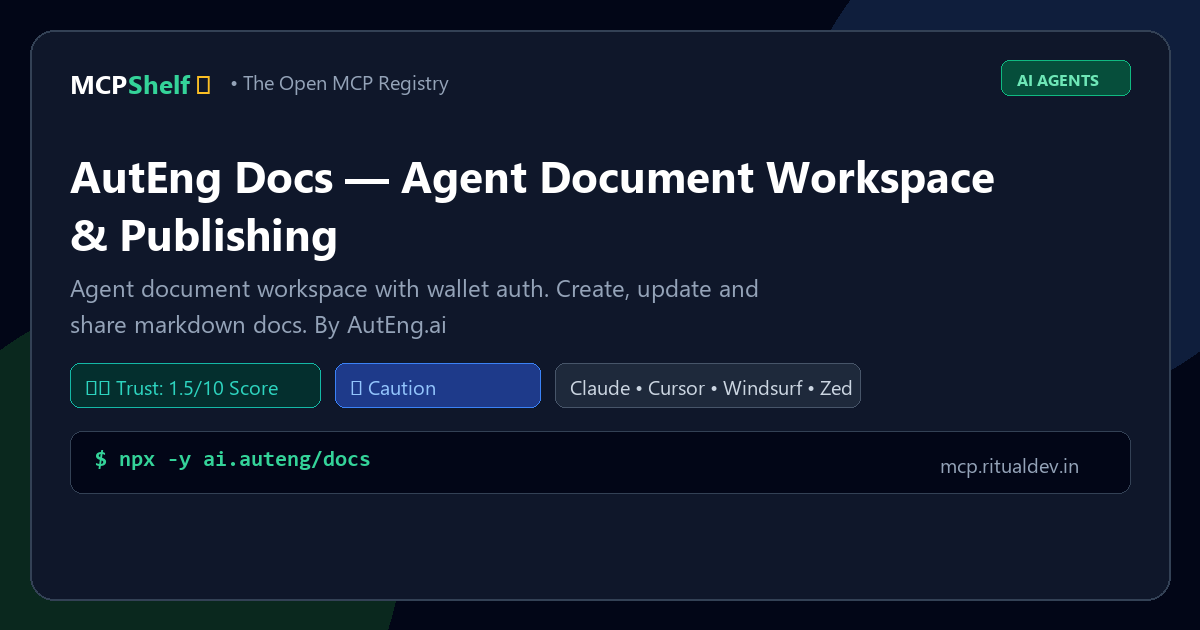 MCPShelf • The Open MCP Registry
AI AGENTS
AutEng Docs — Agent Document Workspace
& Publishing
Agent document workspace with wallet auth. Create, update and
share markdown docs. By AutEng.ai
Trust: 1.5/10 Score
Caution
Claude • Cursor • Windsurf • Zed
$ npx -y ai.auteng/docs
mcp.ritualdev.in